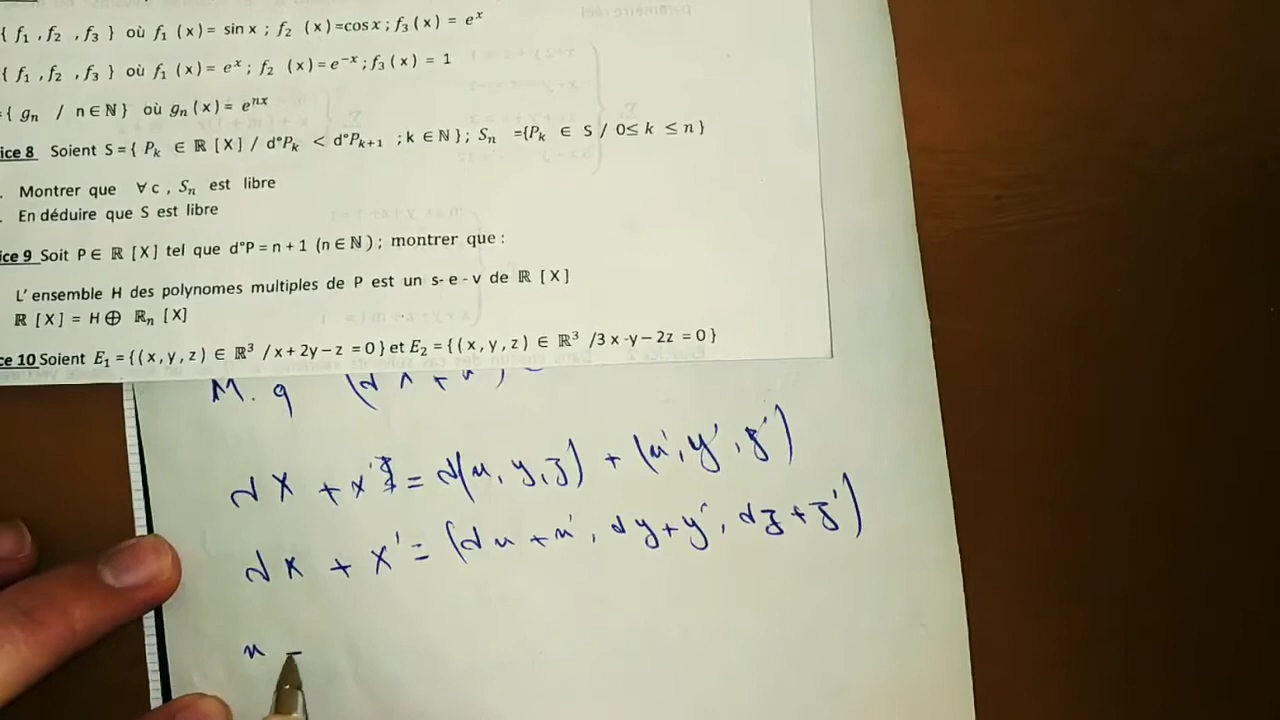 { f₁ , f₂ , f₃ } où f₁ (x) = sin x ; f₂ (x) =cos x ; f₃ (x) = eˣ
{ f₁ , f₂ , f₃ } où f₁ (x) = eˣ ; f₂ (x) = e⁻ˣ ; f₃ (x) = 1
={ gₙ / n ∈ ℕ } où gₙ (x) = eⁿˣ
ice 8 Soient S = { Pₖ ∈ ℝ [X] / d°Pₖ < d°Pₖ₊₁ ; k ∈ ℕ } ; Sₙ ={Pₖ ∈ S / 0≤ k ≤ n }
. Montrer que ∀ c , Sₙ est libre
. En déduire que S est libre
ice 9 Soit P ∈ ℝ [X] tel que d°P = n + 1 (n ∈ ℕ) ; montrer que :
L' ensemble H des polynomes multiples de P est un s- e - v de ℝ [X]
ℝ [X] = H ⊕ ℝₙ [X]
ce 10 Soient E₁ = {(x, y, z) ∈ ℝ³ / x + 2y – z = 0 } et E₂ = {(x, y, z) ∈ ℝ³ /3 x -y – 2z = 0 }
M. q
αX + X' = α(x, y, z) + (x', y', z')
αX + X' = (αx + x', αy + y', αz + z')
x -